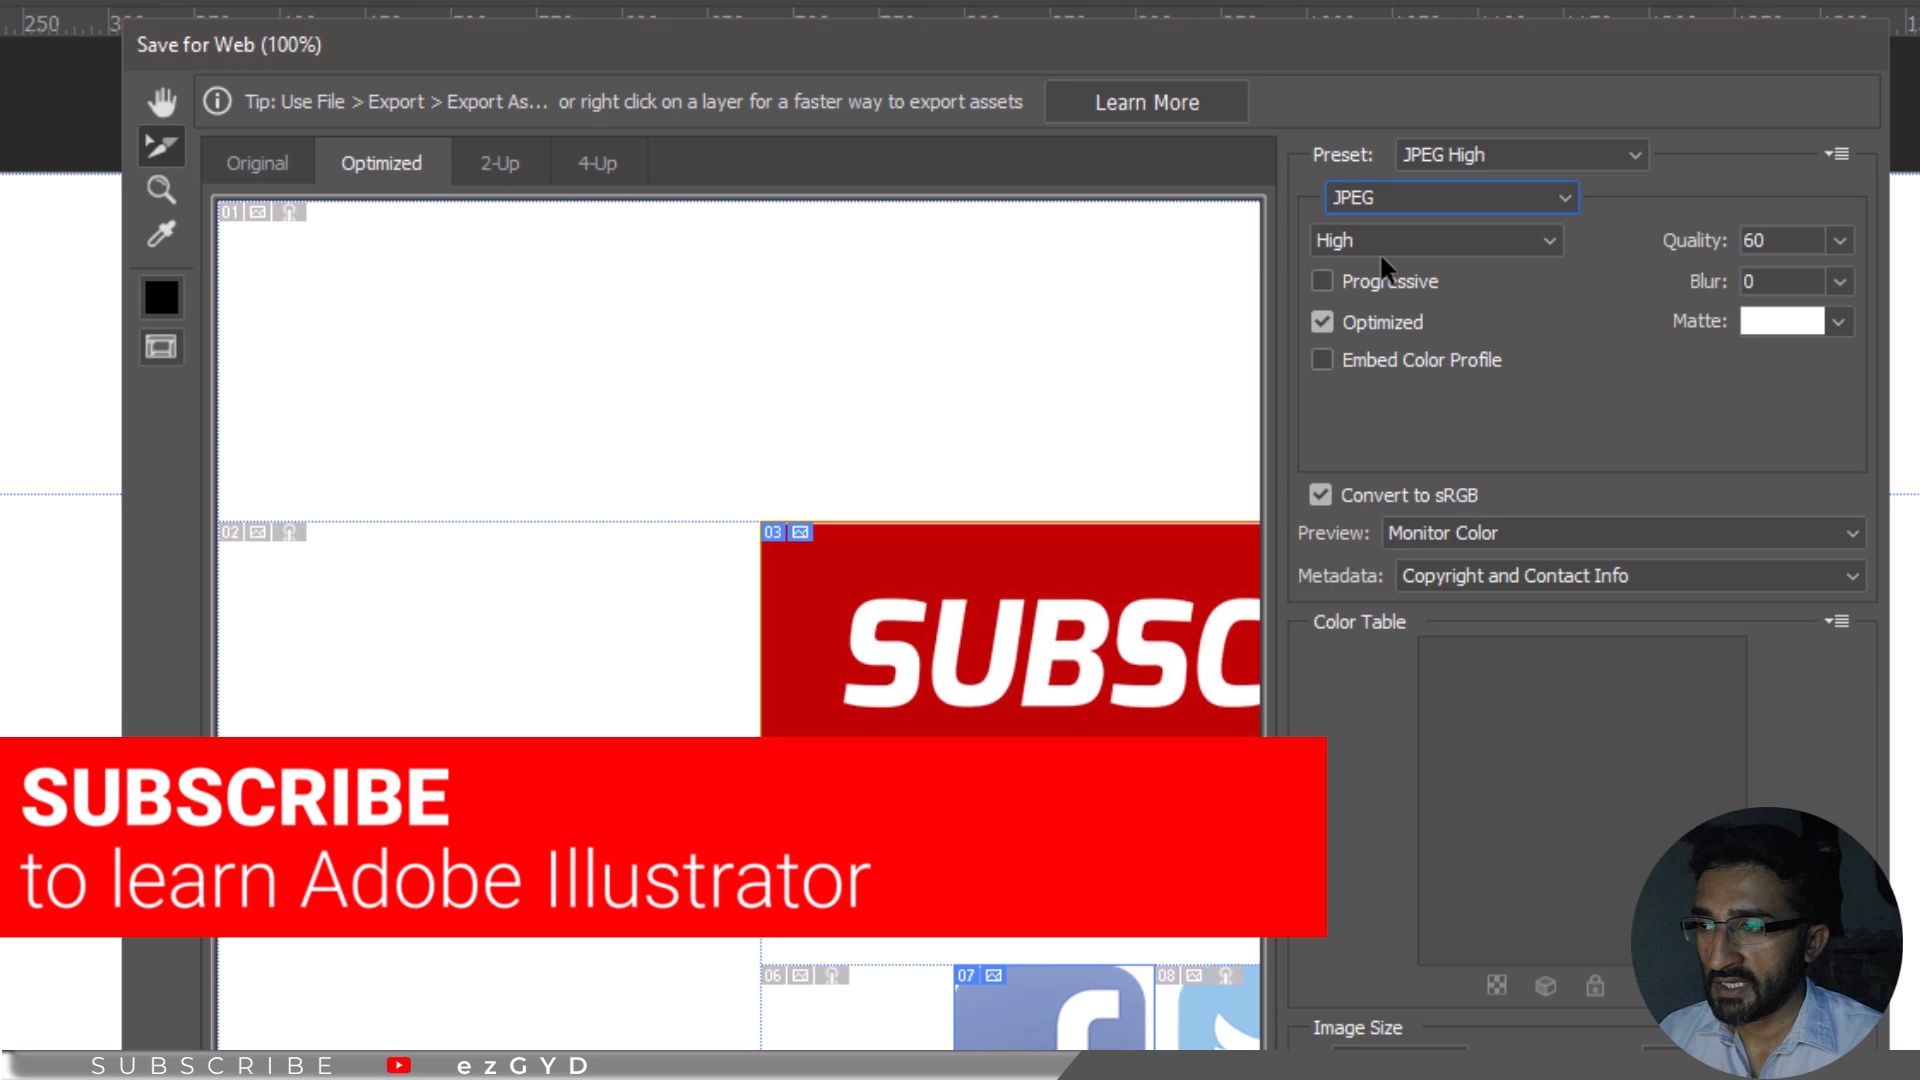 250
Save for Web (100%)
Tip: Use File > Export > Export As... or right click on a layer for a faster way to export assets
Learn More
Original
Optimized
2-Up
4-Up
Preset:
JPEG High
JPEG
High
Quality:
60
Progressive
Blur:
0
Optimized
Matte:
Embed Color Profile
Convert to sRGB
Preview:
Monitor Color
Metadata:
Copyright and Contact Info
Color Table
01
02
03
SUBSC
SUBSCRIBE
to learn Adobe Illustrator
06
07
08
Image Size
SUBSCRIBE
ezGYD